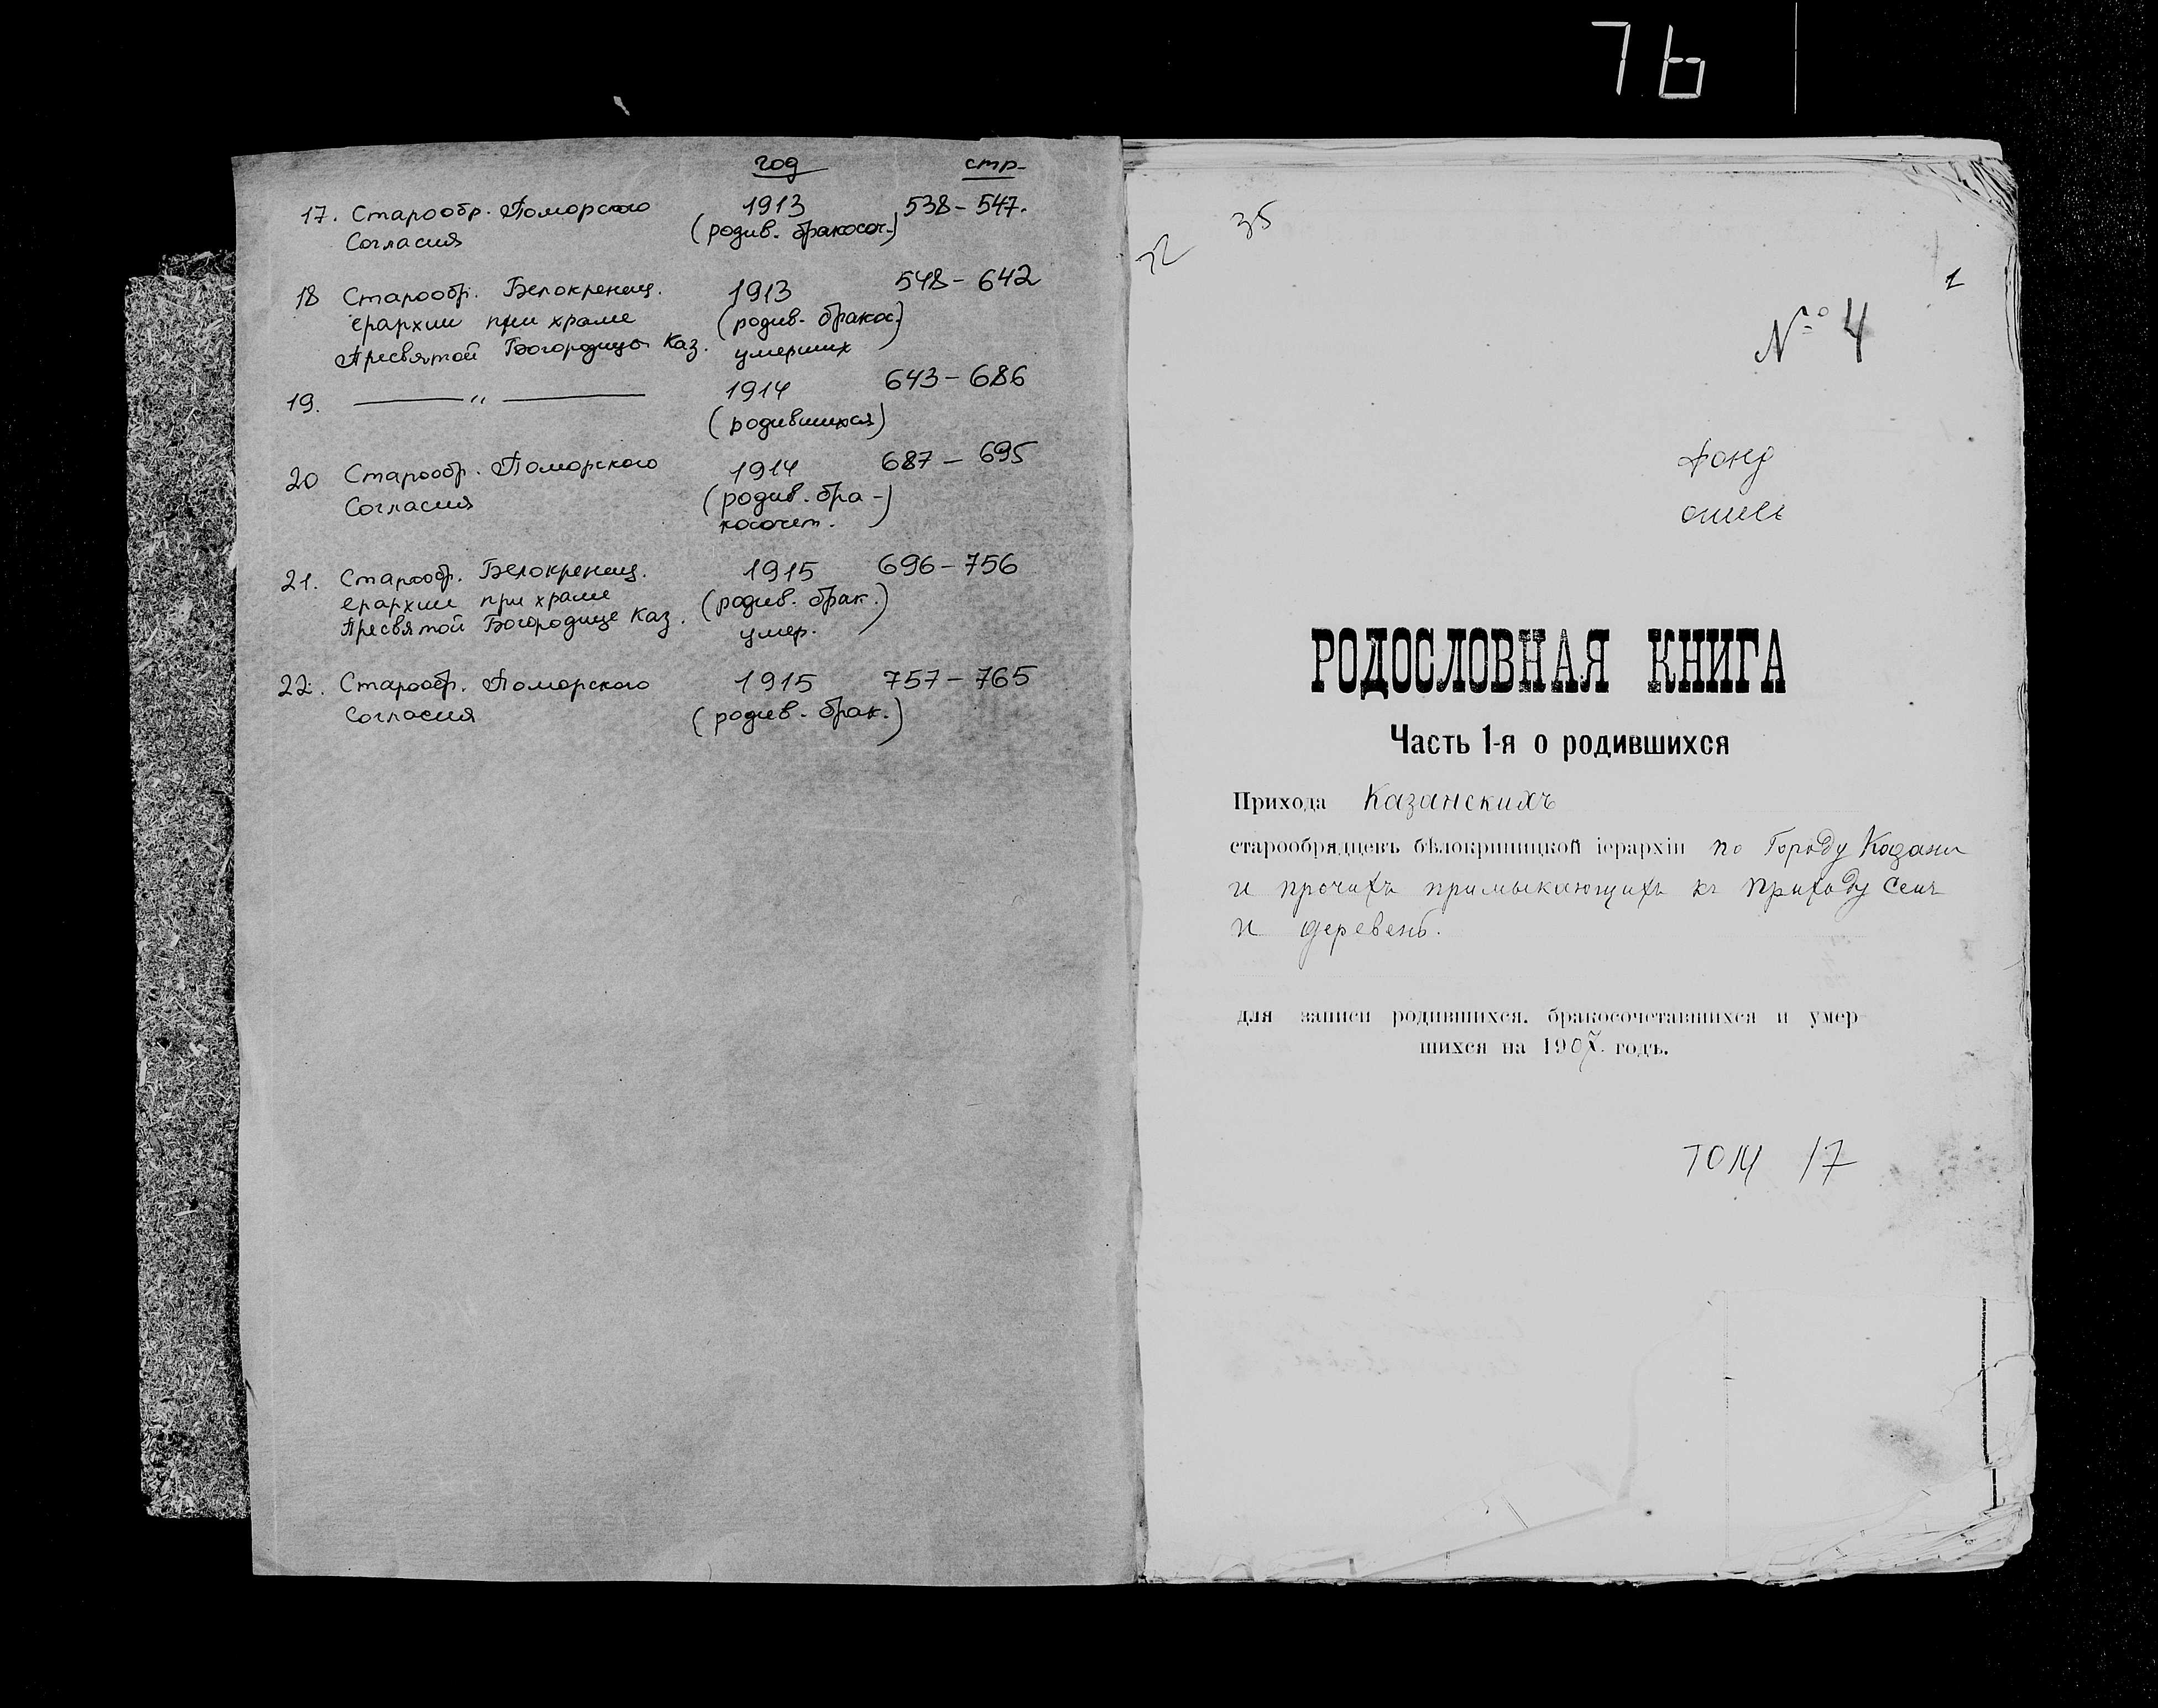 76
год стр.
17. Старообр. Поморского 1913 538 – 547.
Согласия (родив. бракосоч.)
18 Старообр. Белокрениц. 1913 548 – 642
ерархии при храме (родив. бракос.)
Пресвятой Богородицы Каз. умерших
19. —— „ —— 1914 643 – 686
(родившихся)
20 Старообр. Поморского 1914 687 – 695
Согласия (родив. бра-)
косочет.
21. Старообр. Белокрениц. 1915 696 – 756
ерархии при храме (родив. брак.)
Пресвятой Богородице Каз. умер.
22. Старообр. Поморского 1915 757 – 765
Согласия (родив. брак.)
35
1
№ 4
фонд
опись
РОДОСЛОВНАЯ КНИГА
Часть 1-я о родившихся
Прихода Казанскихъ
старообрядцевъ бѣлокриницкой іерархіи по Городу Казани
и прочихъ примыкающихъ къ приходу селъ
и деревень.
для записи родившихся. бракосочетавшихся и умер
шихся на 1907. годъ.
ТОМ 17